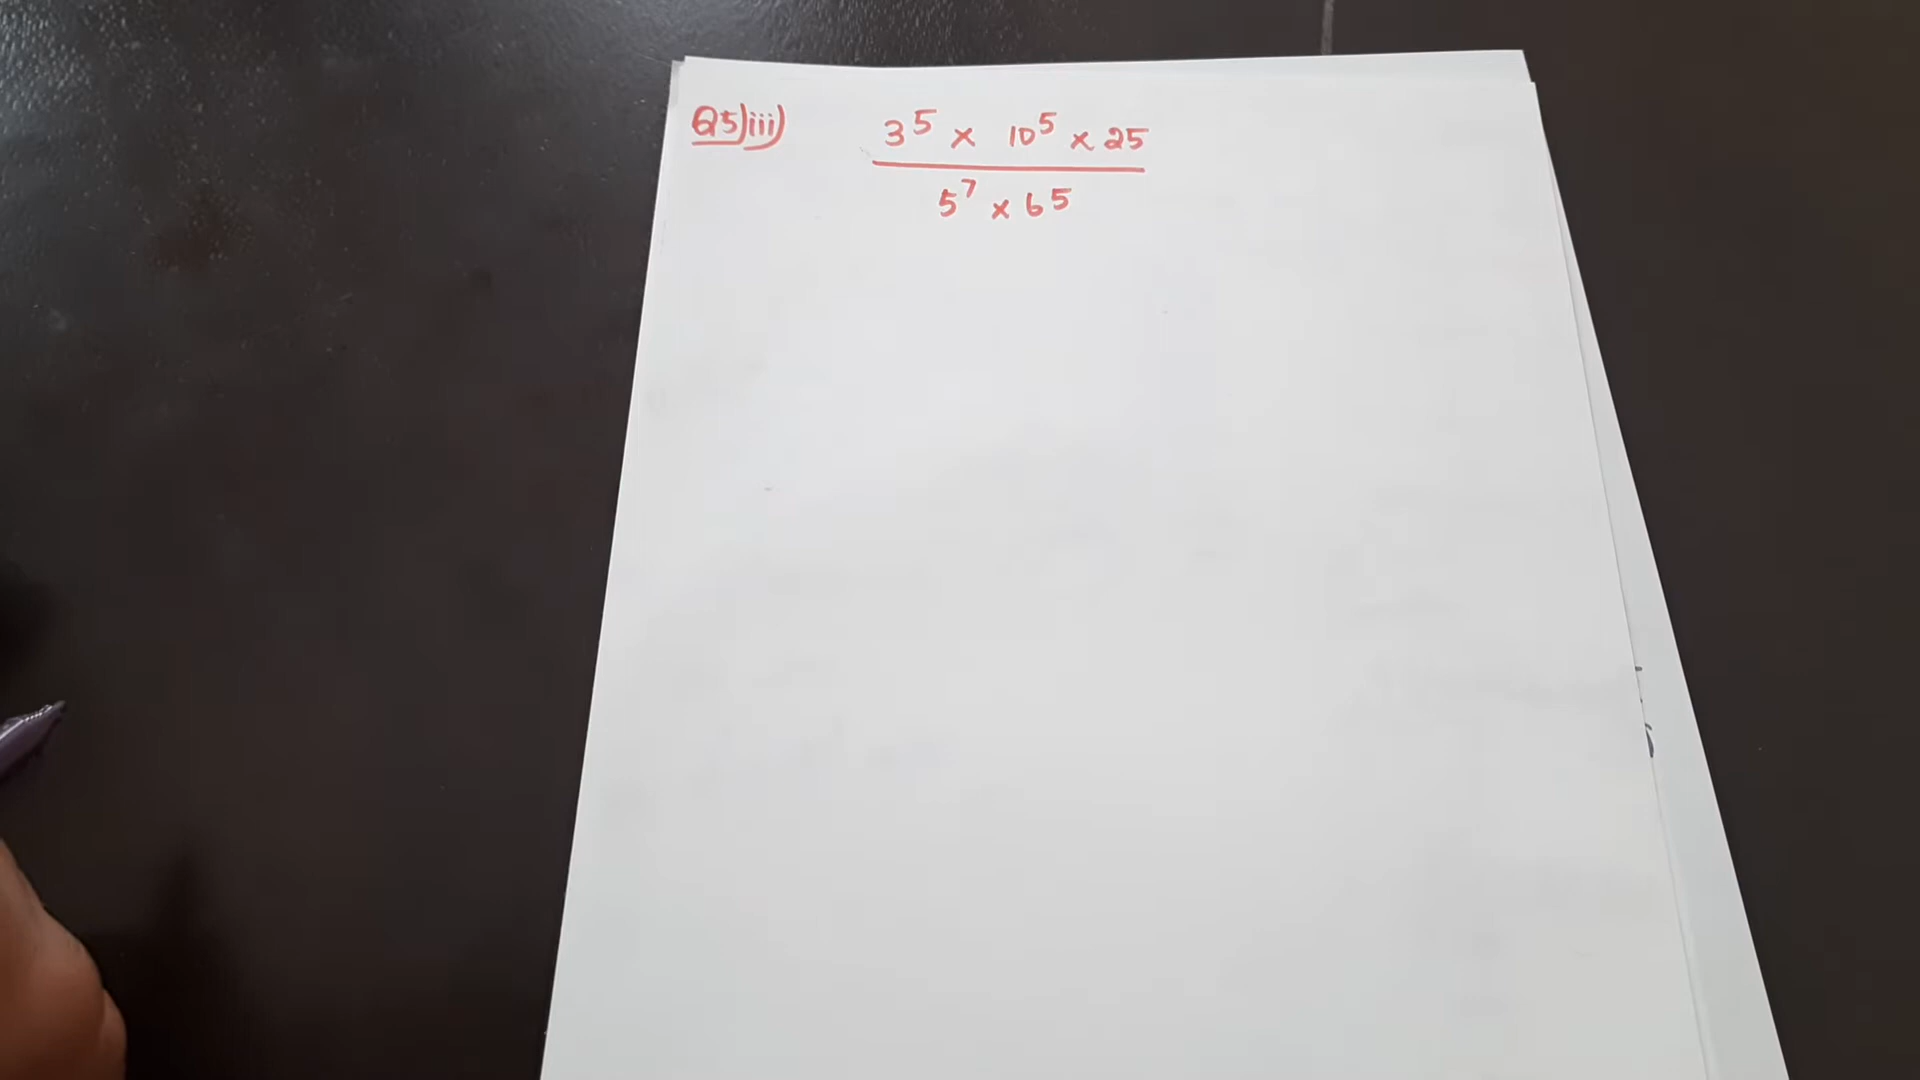 Q5)iii) 3⁵ × 10⁵ × 25
5⁷ × 6⁵